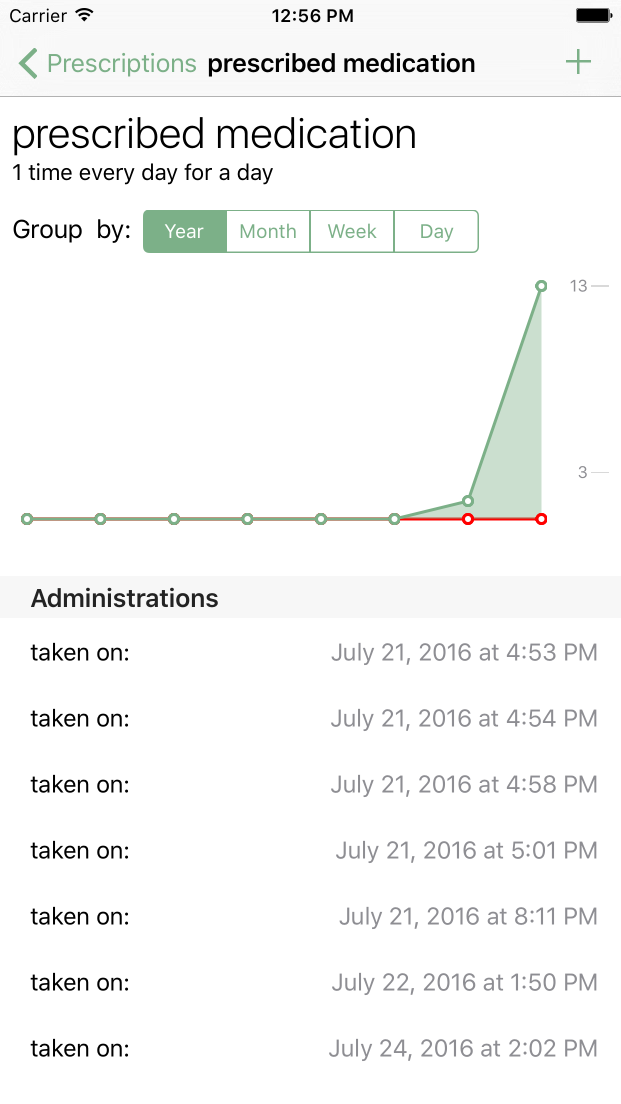 Carrier 12:56 PM
Prescriptions prescribed medication
prescribed medication
1 time every day for a day
Group by: Year Month Week Day
13
3
Administrations
taken on: July 21, 2016 at 4:53 PM
taken on: July 21, 2016 at 4:54 PM
taken on: July 21, 2016 at 4:58 PM
taken on: July 21, 2016 at 5:01 PM
taken on: July 21, 2016 at 8:11 PM
taken on: July 22, 2016 at 1:50 PM
taken on: July 24, 2016 at 2:02 PM